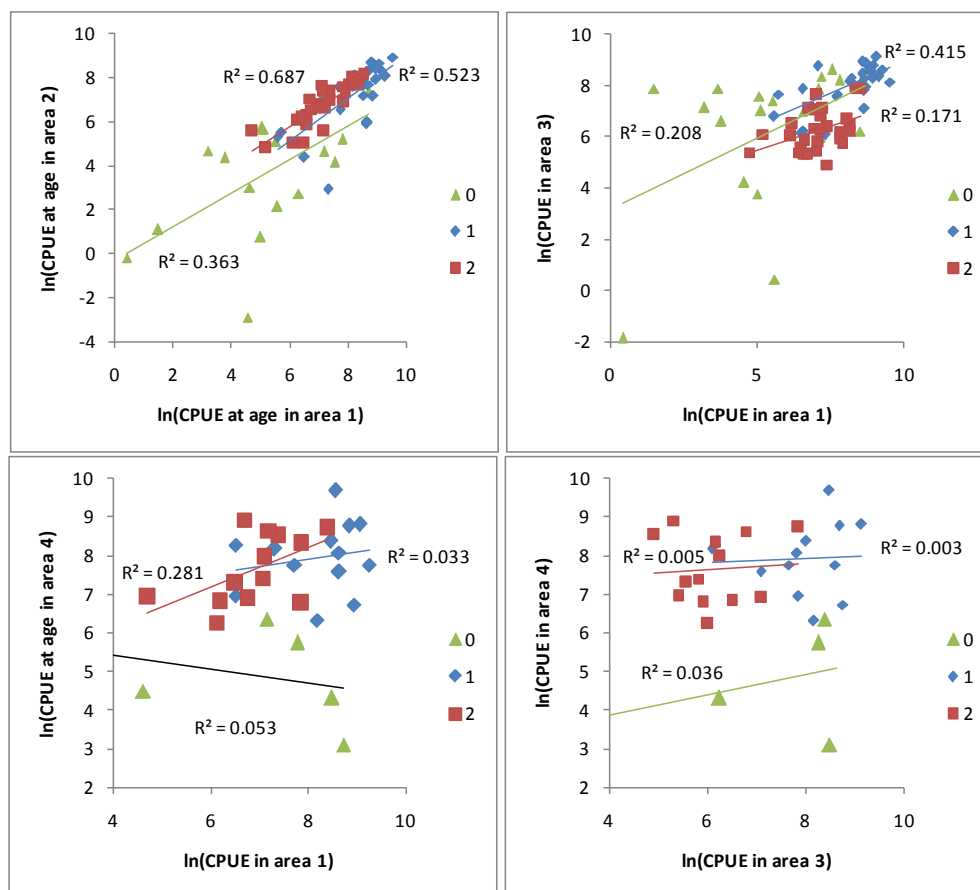 ln(CPUE at age in area 2)
10
8
6
4
2
0
-2
-4
0 2 4 6 8 10
ln(CPUE at age in area 1)
R² = 0.687
R² = 0.523
R² = 0.363
0
1
2
ln(CPUE in area 3)
10
8
6
4
2
0
-2
0 5 10
ln(CPUE in area 1)
R² = 0.415
R² = 0.208
R² = 0.171
0
1
2
ln(CPUE at age in area 4)
10
9
8
7
6
5
4
3
2
4 6 8 10
ln(CPUE in area 1)
R² = 0.281
R² = 0.033
R² = 0.053
0
1
2
ln(CPUE in area 4)
10
9
8
7
6
5
4
3
2
4 6 8 10
ln(CPUE in area 3)
R² = 0.005
R² = 0.003
R² = 0.036
0
1
2